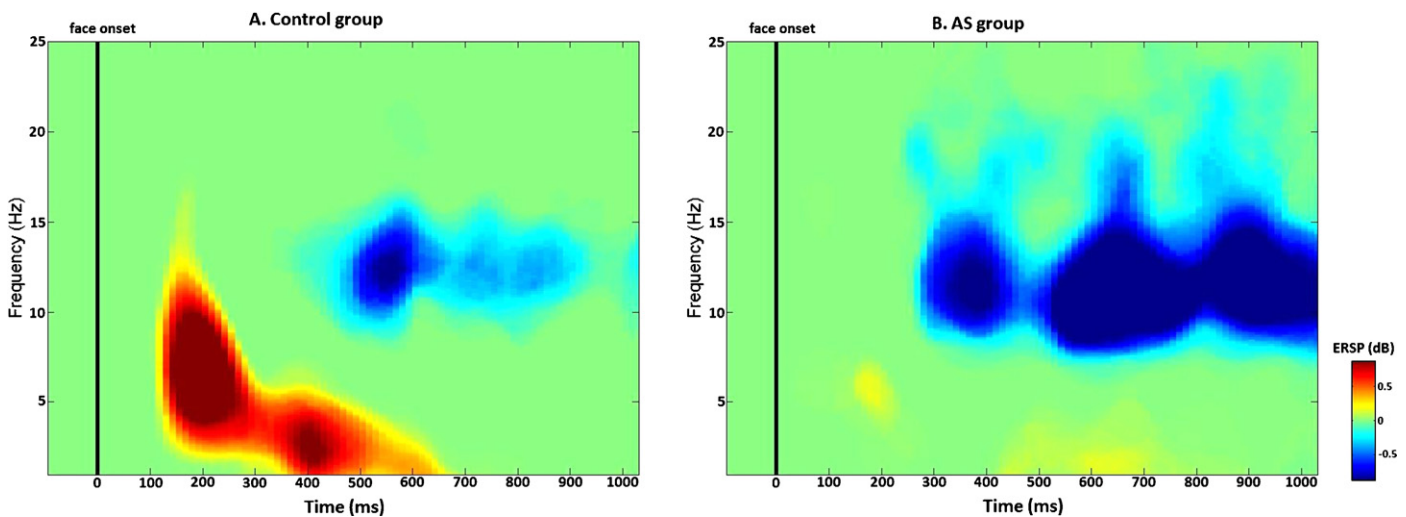 A. Control group
face onset
25
20
15
10
5
Frequency (Hz)
0 100 200 300 400 500 600 700 800 900 1000
Time (ms)
B. AS group
face onset
25
20
15
10
5
Frequency (Hz)
0 100 200 300 400 500 600 700 800 900 1000
Time (ms)
ERSP (dB)
0.5
0
-0.5